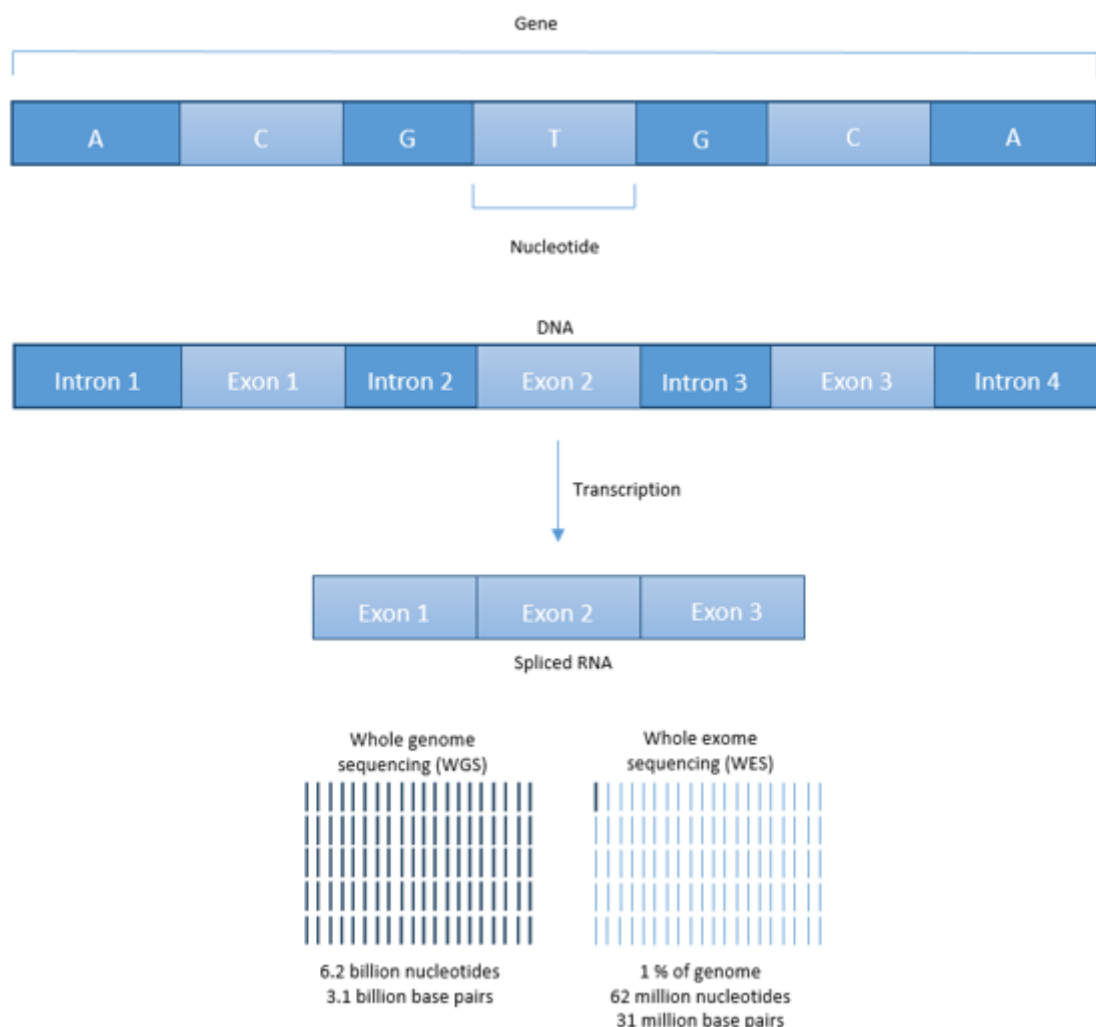 Gene
A C G T G C A
Nucleotide
DNA
Intron 1 Exon 1 Intron 2 Exon 2 Intron 3 Exon 3 Intron 4
Transcription
Exon 1 Exon 2 Exon 3
Spliced RNA
Whole genome
sequencing (WGS)
6.2 billion nucleotides
3.1 billion base pairs
Whole exome
sequencing (WES)
1 % of genome
62 million nucleotides
31 million base pairs